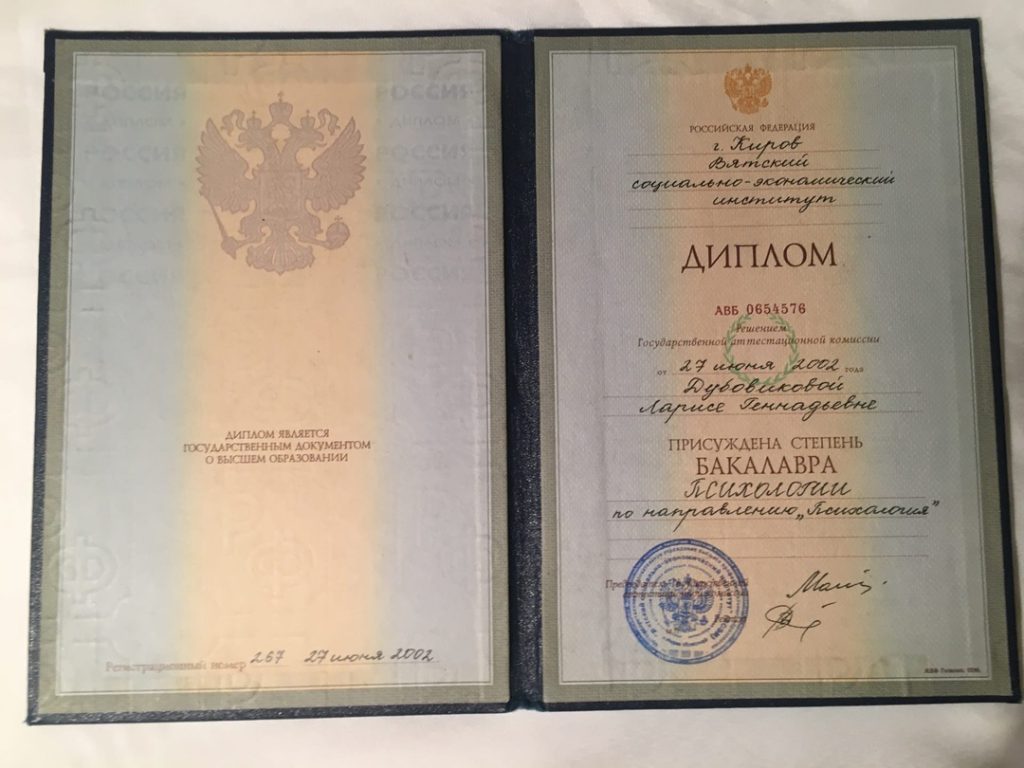 ДИПЛОМ ЯВЛЯЕТСЯ
ГОСУДАРСТВЕННЫМ ДОКУМЕНТОМ
О ВЫСШЕМ ОБРАЗОВАНИИ
Регистрационный номер 267 27 июня 2002
РОССИЙСКАЯ ФЕДЕРАЦИЯ
г. Киров
Вятский
социально-экономический
институт
ДИПЛОМ
АВБ 0654576
Решением
Государственной аттестационной комиссии
от 27 июня 2002 года
Дубовиковой
Ларисе Геннадьевне
ПРИСУЖДЕНА СТЕПЕНЬ
БАКАЛАВРА
ПСИХОЛОГИИ
по направлению „Психология"
Председатель Государственной